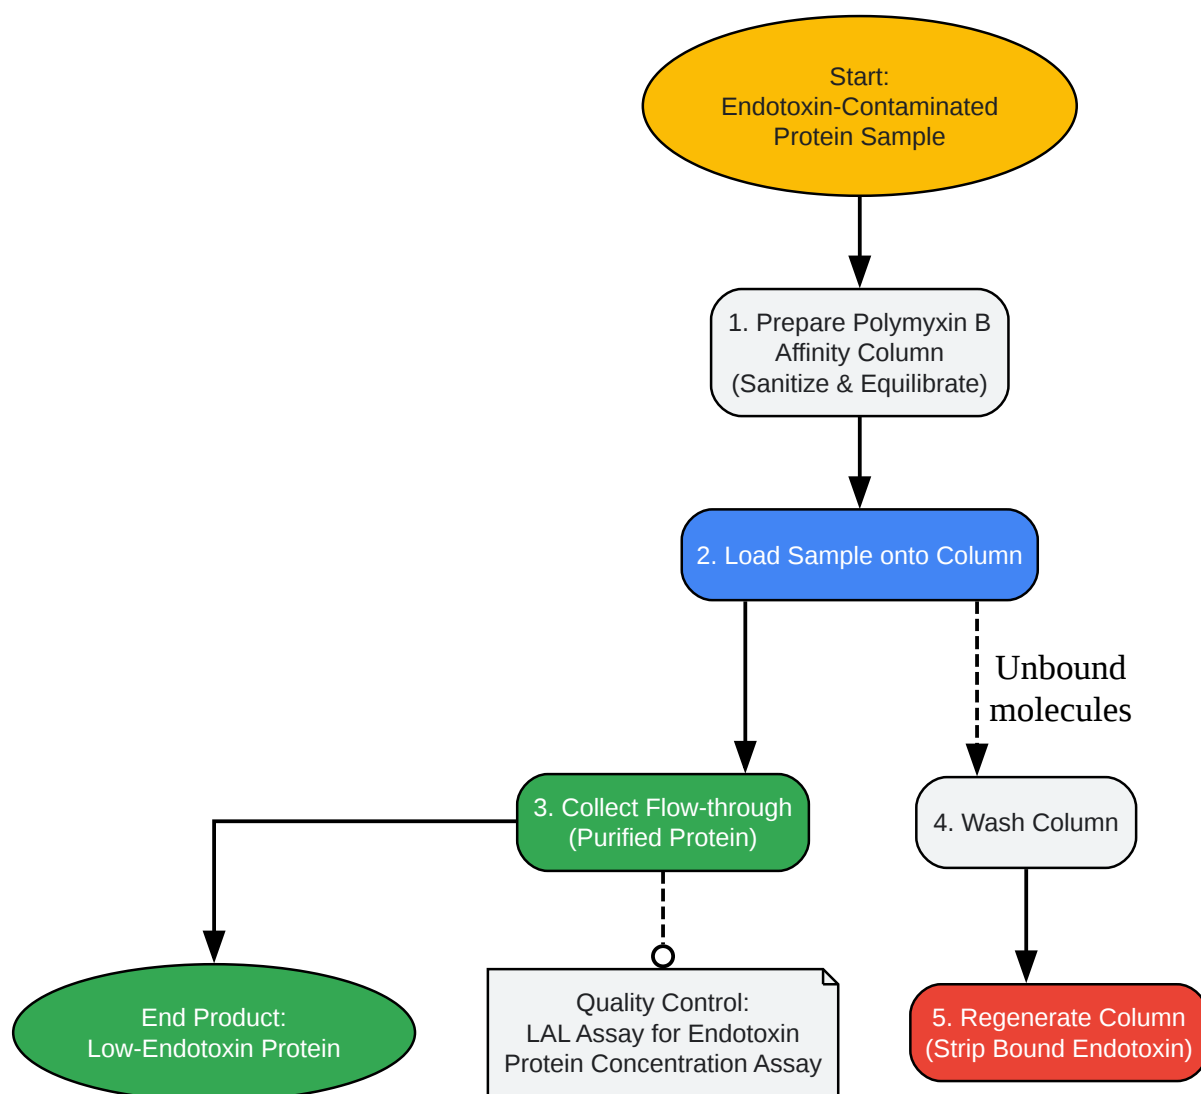 Start:
Endotoxin-Contaminated
Protein Sample
1. Prepare Polymyxin B
Affinity Column
(Sanitize & Equilibrate)
2. Load Sample onto Column
Unbound
molecules
3. Collect Flow-through
(Purified Protein)
4. Wash Column
End Product:
Low-Endotoxin Protein
Quality Control:
LAL Assay for Endotoxin
Protein Concentration Assay
5. Regenerate Column
(Strip Bound Endotoxin)